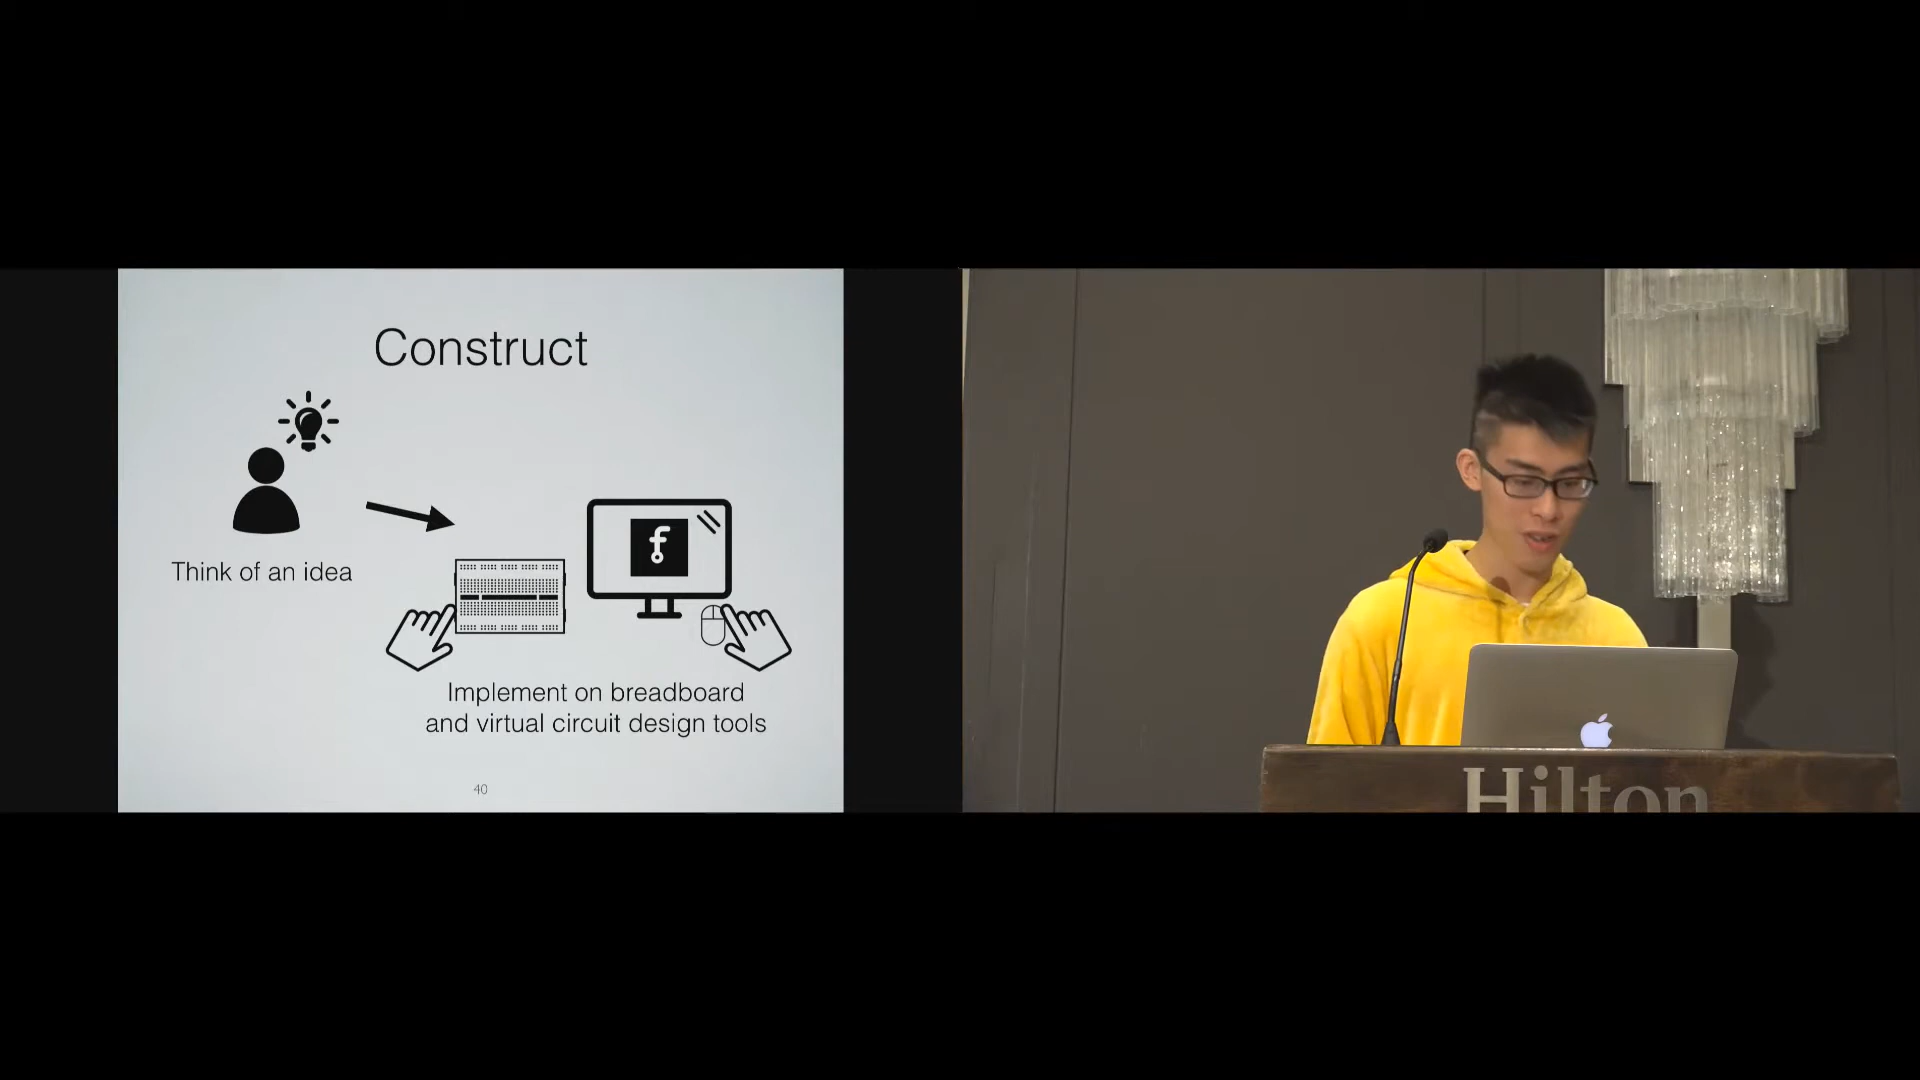 Construct
Think of an idea
f
Implement on breadboard
and virtual circuit design tools
40
Hilton